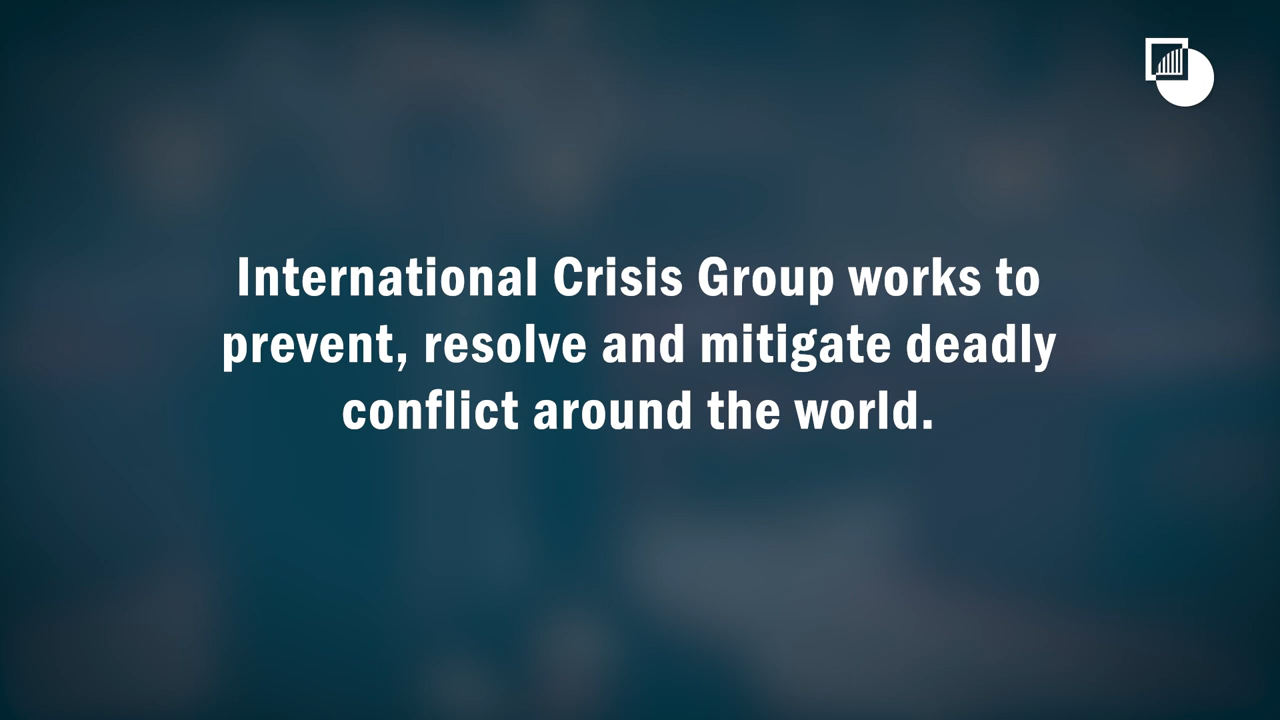 International Crisis Group works to
prevent, resolve and mitigate deadly
conflict around the world.